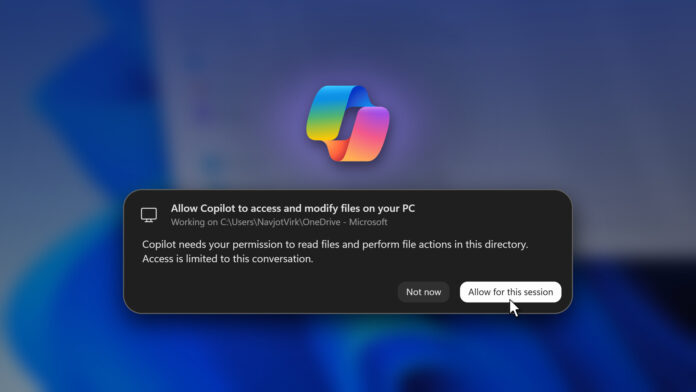 Allow Copilot to access and modify files on your PC
Working on C:\Users\NavjotVirk\OneDrive - Microsoft
Copilot needs your permission to read files and perform file actions in this directory.
Access is limited to this conversation.
Not now
Allow for this session